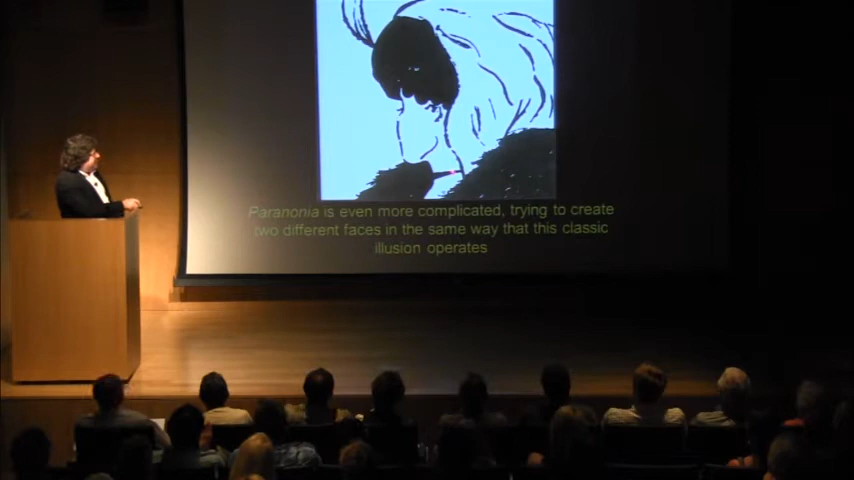 Paranonia is even more complicated, trying to create
two different faces in the same way that this classic
illusion operates